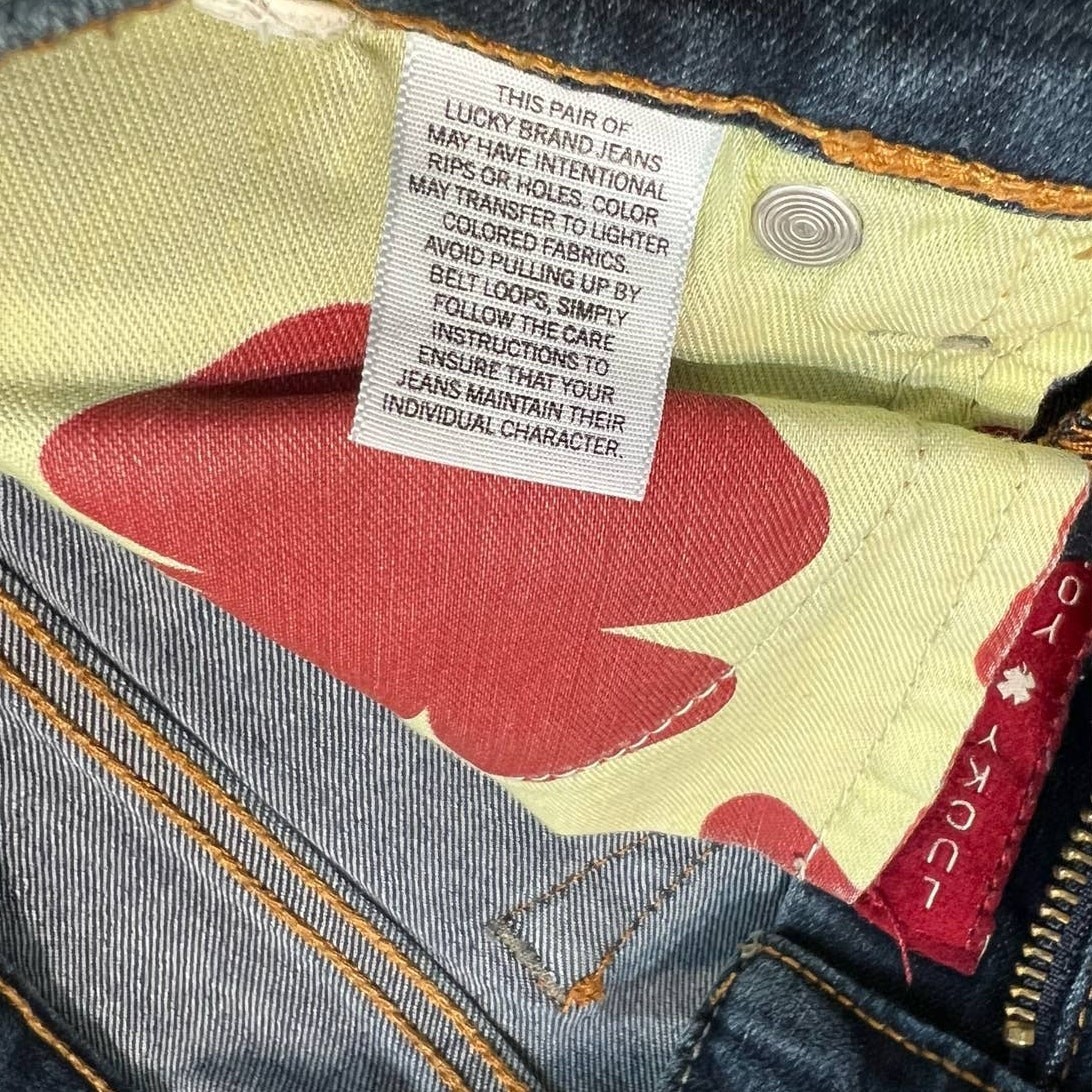 THIS PAIR OF
LUCKY BRAND JEANS
MAY HAVE INTENTIONAL
RIPS OR HOLES. COLOR
MAY TRANSFER TO LIGHTER
COLORED FABRICS.
AVOID PULLING UP BY
BELT LOOPS, SIMPLY
FOLLOW THE CARE
INSTRUCTIONS TO
ENSURE THAT YOUR
JEANS MAINTAIN THEIR
INDIVIDUAL CHARACTER.
LUCKY YO